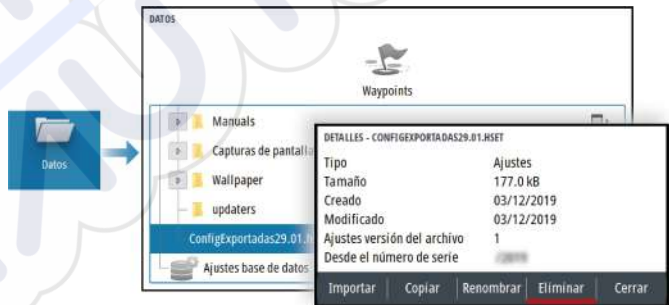 DATOS
Waypoints
Datos
Manuals
Capturas de pantalla
Wallpaper
updaters
ConfigExportadas29.01.h
Ajustes base de datos
DETALLES - CONFIGEXPORTADAS29.01.HSET
Tipo Ajustes
Tamaño 177.0 kB
Creado 03/12/2019
Modificado 03/12/2019
Ajustes versión del archivo 1
Desde el número de serie
Importar Copiar Renombrar Eliminar Cerrar